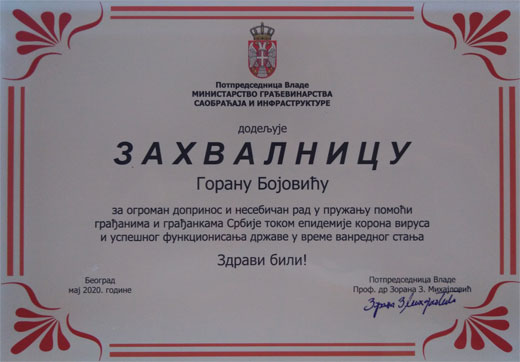 Потпредседница Владе
МИНИСТАРСТВО ГРАЂЕВИНАРСТВА
САОБРАЋАЈА И ИНФРАСТРУКТУРЕ
додељује
ЗАХВАЛНИЦУ
Горану Бојовићу
за огроман допринос и несебичан рад у пружању помоћи
грађанима и грађанкама Србије током епидемије корона вируса
и успешног функционисања државе у време ванредног стања
Здрави били!
Београд
мај 2020. године
Потпредседница Владе
Проф. др Зорана З. Михајловић
Зорана З. Михајловић